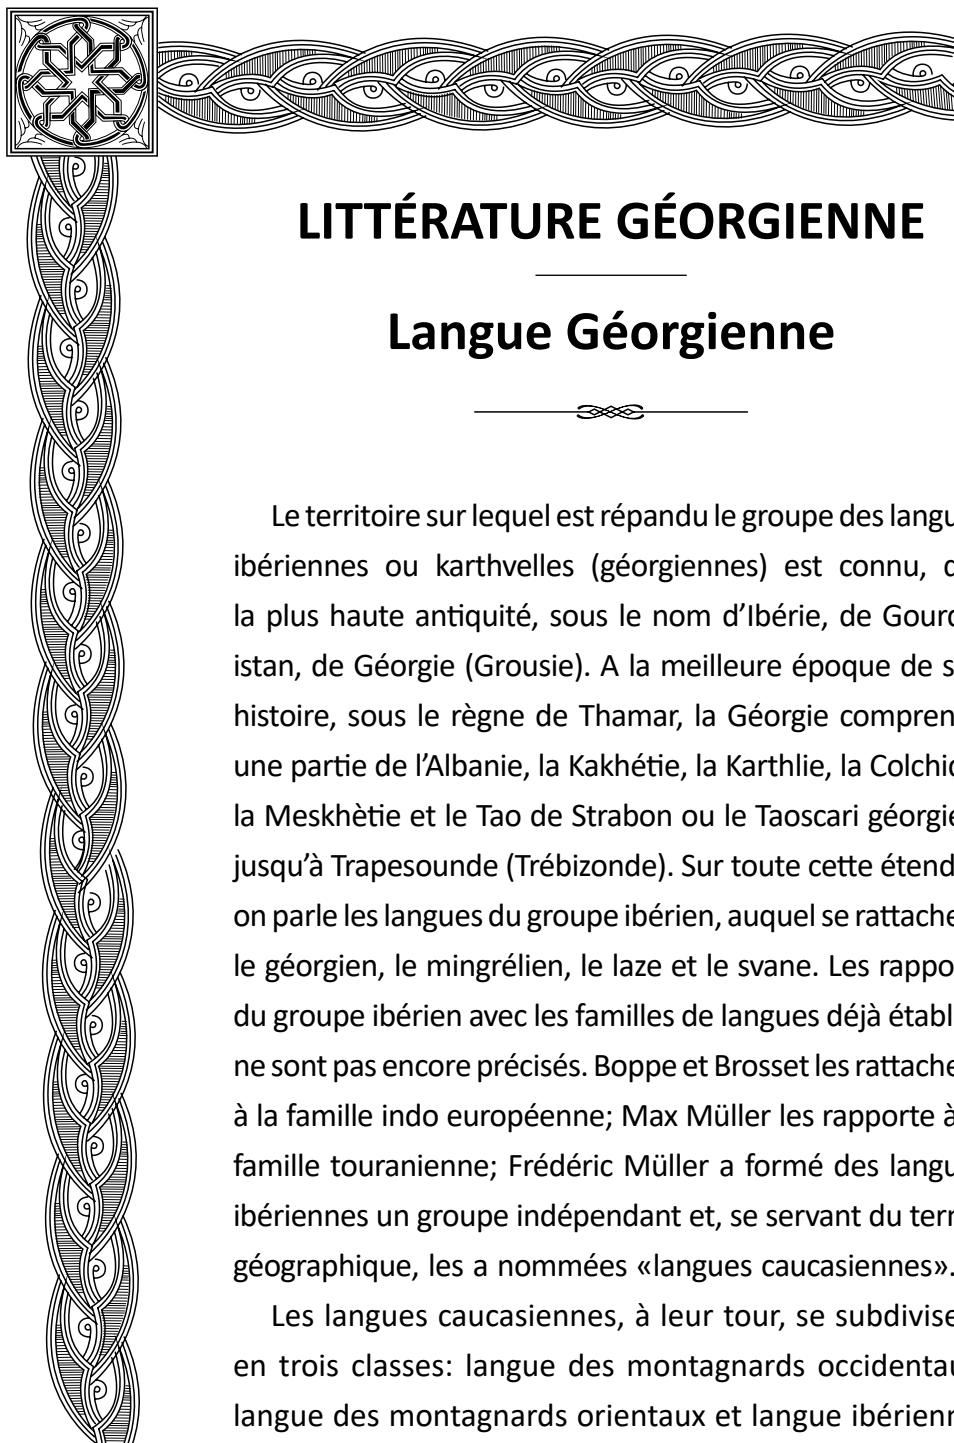 LITTÉRATURE GÉORGIENNE
Langue Géorgienne
Le territoire sur lequel est répandu le groupe des langu
ibériennes ou karthvelles (géorgiennes) est connu, d
la plus haute antiquité, sous le nom d’Ibérie, de Gourd
istan, de Géorgie (Grousie). A la meilleure époque de s
histoire, sous le règne de Thamar, la Géorgie compren
une partie de l’Albanie, la Kakhétie, la Karthlie, la Colchid
la Meskhètie et le Tao de Strabon ou le Taoscari géorgie
jusqu’à Trapesounde (Trébizonde). Sur toute cette étend
on parle les langues du groupe ibérien, auquel se rattache
le géorgien, le mingrélien, le laze et le svane. Les rappo
du groupe ibérien avec les familles de langues déjà établ
ne sont pas encore précisés. Boppe et Brosset les rattache
à la famille indo européenne; Max Müller les rapporte à
famille touranienne; Frédéric Müller a formé des langu
ibériennes un groupe indépendant et, se servant du terr
géographique, les a nommées «langues caucasiennes».
Les langues caucasiennes, à leur tour, se subdivise
en trois classes: langue des montagnards occidentau
langue des montagnards orientaux et langue ibérienn